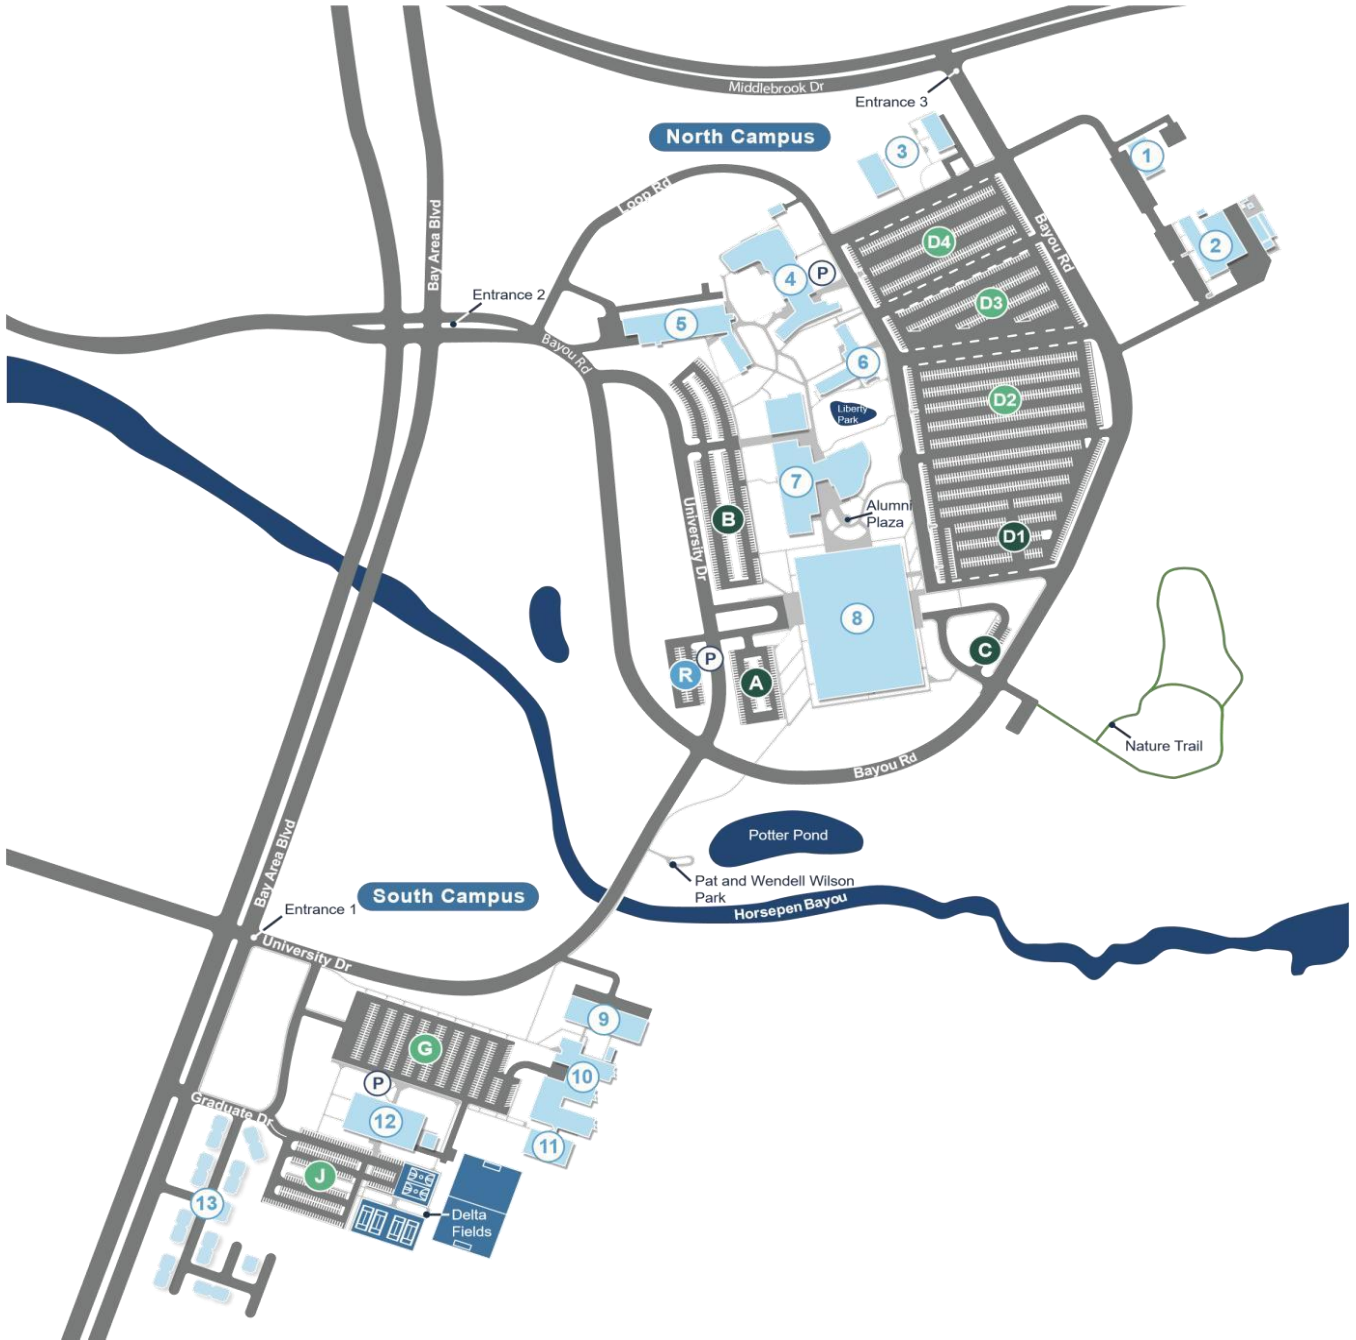 Middlebrook Dr
Entrance 3
North Campus
3
1
Loop Rd
Bay Area Blvd
Bayou Rd
D4
2
4
P
Entrance 2
D3
5
Bayou Rd
6
D2
Liberty
Park
7
University Dr
B
Alumni
Plaza
D1
8
C
P
R
A
Nature Trail
Bayou Rd
Potter Pond
Bay Area Blvd
Pat and Wendell Wilson
Park
South Campus
Horsepen Bayou
Entrance 1
University Dr
9
G
10
P
Graduate Dr
12
11
J
13
Delta
Fields